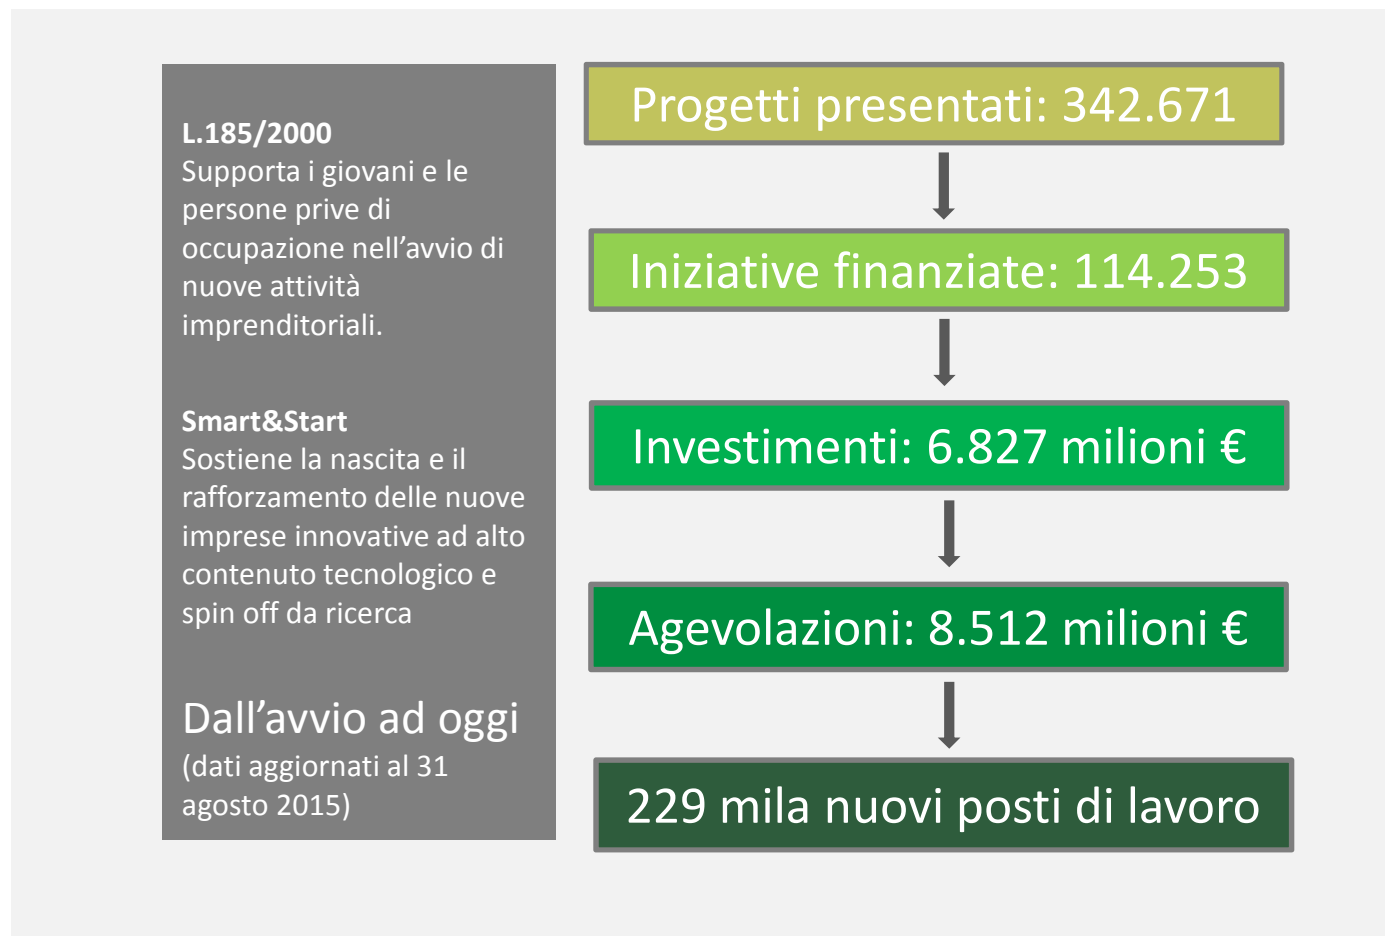 L.185/2000
Supporta i giovani e le
persone prive di
occupazione nell’avvio di
nuove attività
imprenditoriali.
Smart&Start
Sostiene la nascita e il
rafforzamento delle nuove
imprese innovative ad alto
contenuto tecnologico e
spin off da ricerca
Dall’avvio ad oggi
(dati aggiornati al 31
agosto 2015)
Progetti presentati: 342.671
Iniziative finanziate: 114.253
Investimenti: 6.827 milioni €
Agevolazioni: 8.512 milioni €
229 mila nuovi posti di lavoro